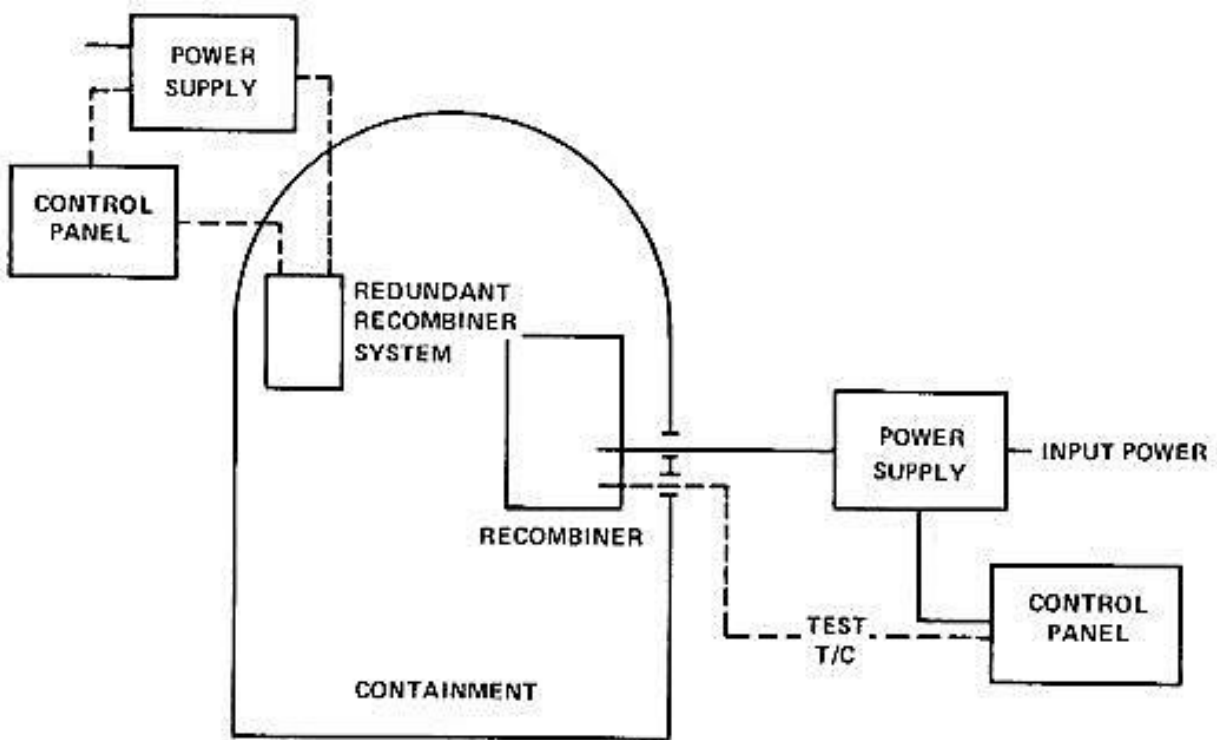 POWER
SUPPLY
CONTROL
PANEL
REDUNDANT
RECOMBINER
SYSTEM
POWER
SUPPLY
INPUT POWER
RECOMBINER
CONTROL
PANEL
TEST
T/C
CONTAINMENT